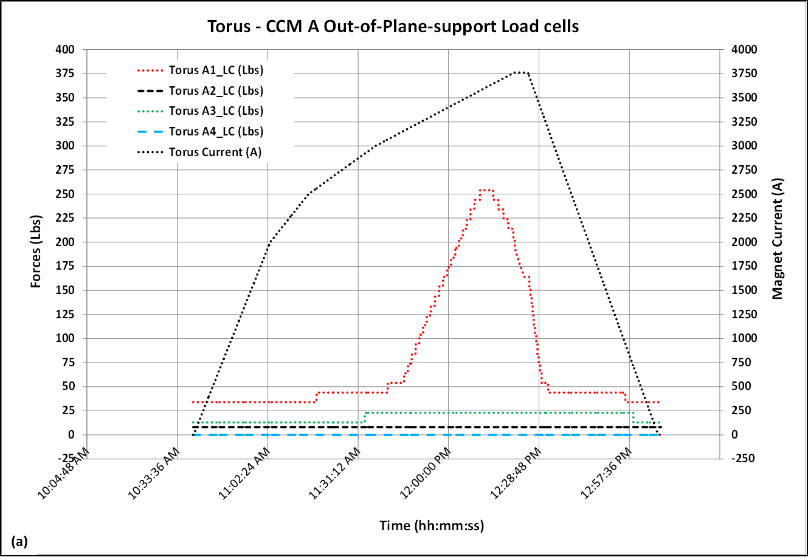 Torus - CCM A Out-of-Plane-support Load cells
400
375
350
325
300
275
250
225
200
175
150
125
100
75
50
25
0
-25
Forces (Lbs)
Torus A1_LC (Lbs)
Torus A2_LC (Lbs)
Torus A3_LC (Lbs)
Torus A4_LC (Lbs)
Torus Current (A)
4000
3750
3500
3250
3000
2750
2500
2250
2000
1750
1500
1250
1000
750
500
250
0
-250
Magnet Current (A)
10:04:48 AM
10:33:36 AM
11:02:24 AM
11:31:12 AM
12:00:00 PM
12:28:48 PM
12:57:36 PM
Time (hh:mm:ss)
(a)